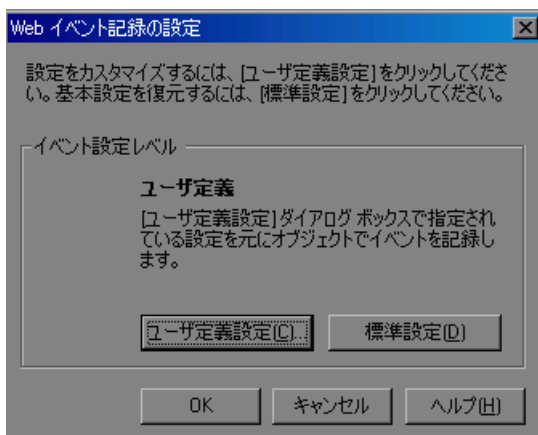 Web イベント記録の設定
設定をカスタマイズするには、[ユーザ定義設定]をクリックしてくださ
い。基本設定を復元するには、[標準設定]をクリックしてください。
イベント設定レベル
ユーザ定義
[ユーザ定義設定]ダイアログ ボックスで指定され
ている設定を元にオブジェクトでイベントを記録し
ます。
ユーザ定義設定(C)...
標準設定(D)
OK
キャンセル
ヘルプ(H)